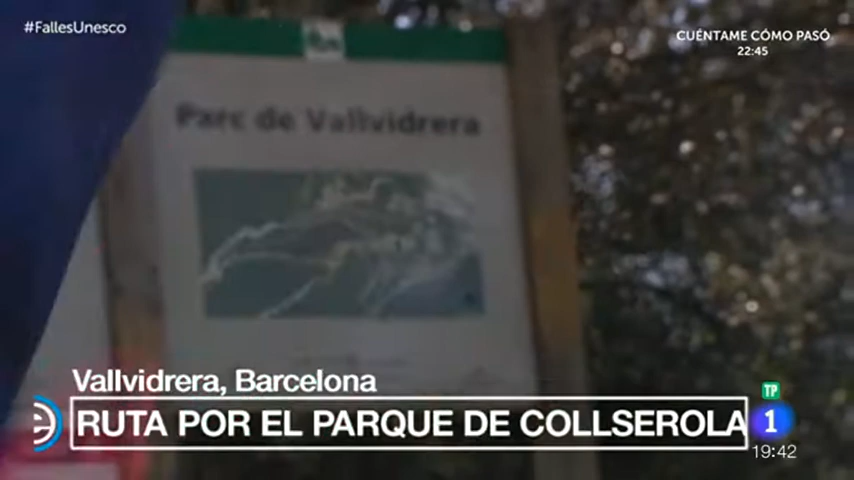 #FallesUnesco
CUÉNTAME CÓMO PASÓ
22:45
Parc de Vallvidrera
Vallvidrera, Barcelona
RUTA POR EL PARQUE DE COLLSEROLA
TP
1
19:42